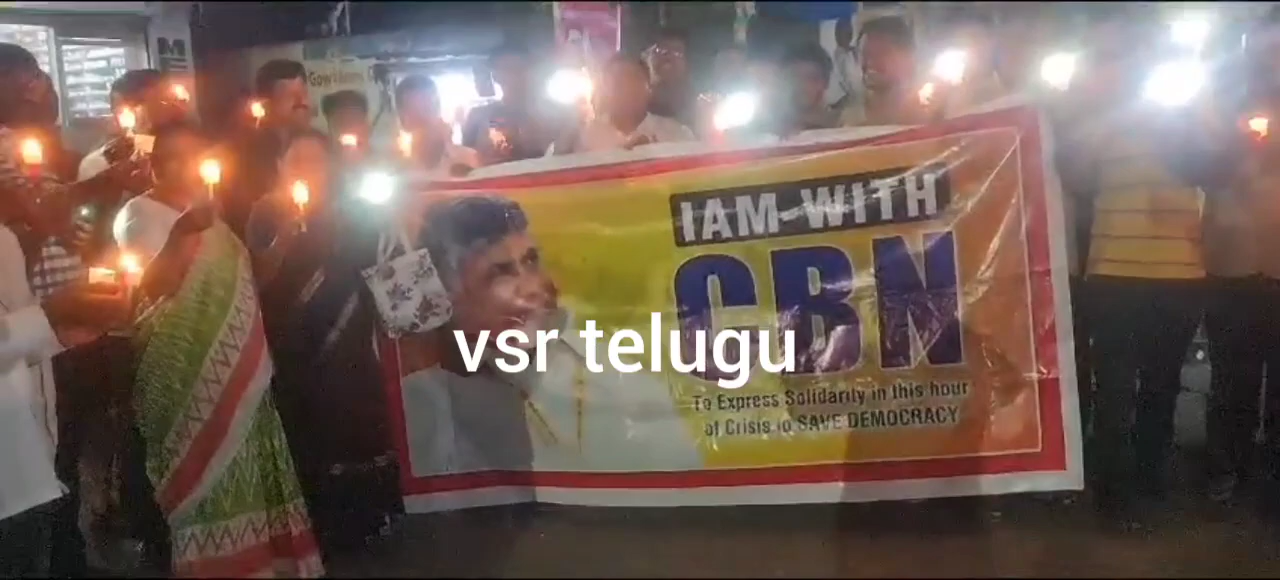 IAM WITH
CBN
vsr telugu
To Express Solidarity in this hour
of Crisis to SAVE DEMOCRACY